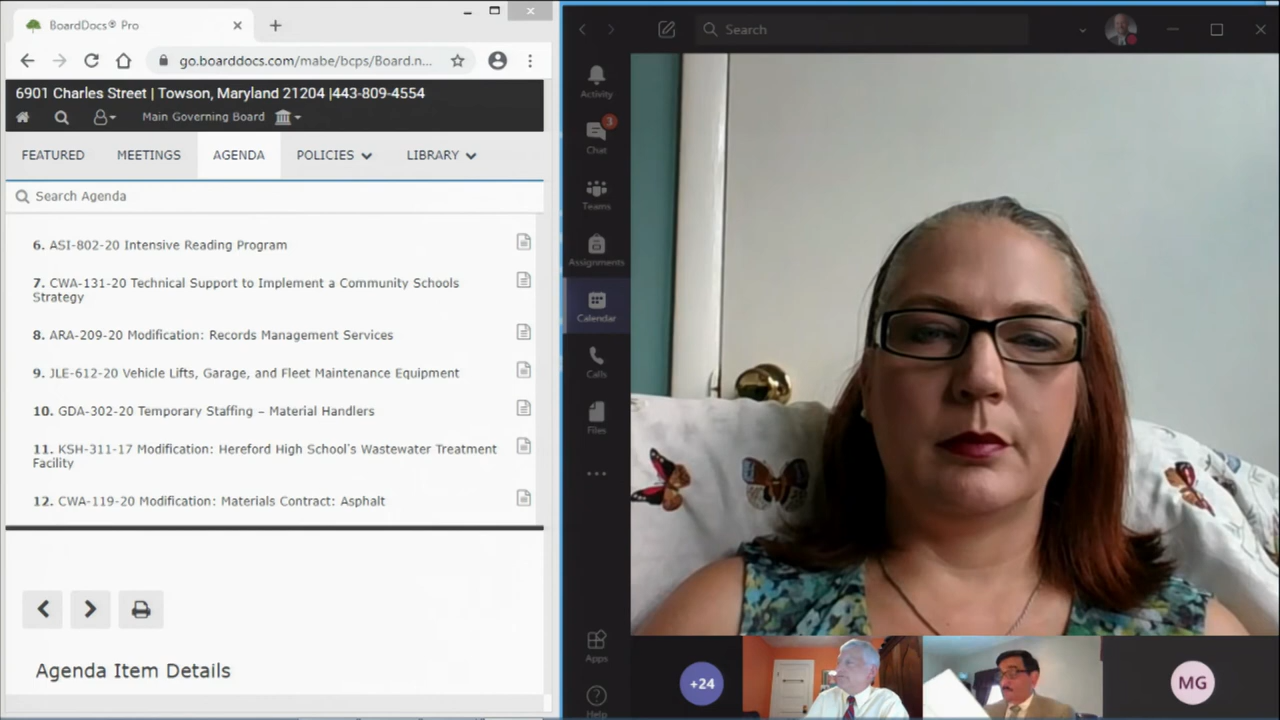 BoardDocs® Pro
go.boarddocs.com/mabe/bcps/Board.n...
6901 Charles Street | Towson, Maryland 21204 |443-809-4554
Main Governing Board
FEATURED
MEETINGS
AGENDA
POLICIES
LIBRARY
Search Agenda
6. ASI-802-20 Intensive Reading Program
7. CWA-131-20 Technical Support to Implement a Community Schools
Strategy
8. ARA-209-20 Modification: Records Management Services
9. JLE-612-20 Vehicle Lifts, Garage, and Fleet Maintenance Equipment
10. GDA-302-20 Temporary Staffing – Material Handlers
11. KSH-311-17 Modification: Hereford High School's Wastewater Treatment
Facility
12. CWA-119-20 Modification: Materials Contract: Asphalt
Agenda Item Details
Search
Activity
3
Chat
Teams
Assignments
Calendar
Calls
Files
Apps
Help
+24
MG